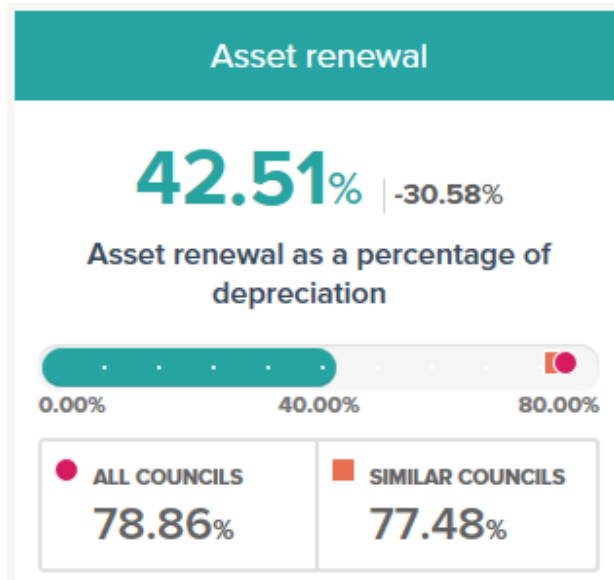 Asset renewal
42.51% -30.58%
Asset renewal as a percentage of
depreciation
0.00% 40.00% 80.00%
ALL COUNCILS SIMILAR COUNCILS
78.86% 77.48%